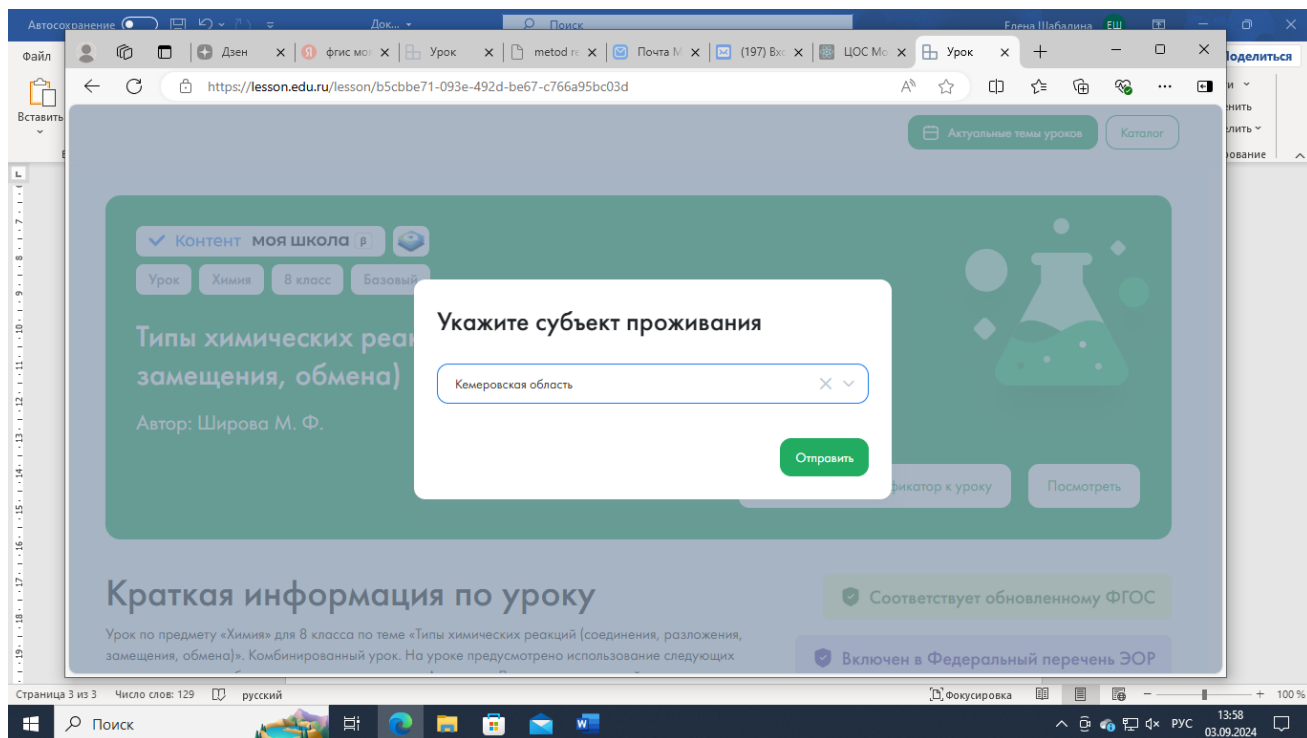 Автосохранение
Док...
Поиск
Елена Шабалина
ЕШ
Файл
Дзен
фгис мо
Урок
metod re
Почта M
(197) Вхо
ЦОС Мо
Урок
Поделиться
https://lesson.edu.ru/lesson/b5cbbe71-093e-492d-be67-c766a95bc03d
Вставить
Актуальные темы уроков
Каталог
Контент моя школа β
Урок
Химия
8 класс
Базовый
Типы химических реак
замещения, обмена)
Автор: Широва М. Ф.
Укажите субъект проживания
Кемеровская область
Отправить
фикатор к уроку
Посмотреть
Краткая информация по уроку
Соответствует обновленному ФГОС
Урок по предмету «Химия» для 8 класса по теме «Типы химических реакций (соединения, разложения,
замещения, обмена)». Комбинированный урок. На уроке предусмотрено использование следующих
Включен в Федеральный перечень ЭОР
Страница 3 из 3
Число слов: 129
русский
Фокусировка
100 %
Поиск
РУС
13:58
03.09.2024